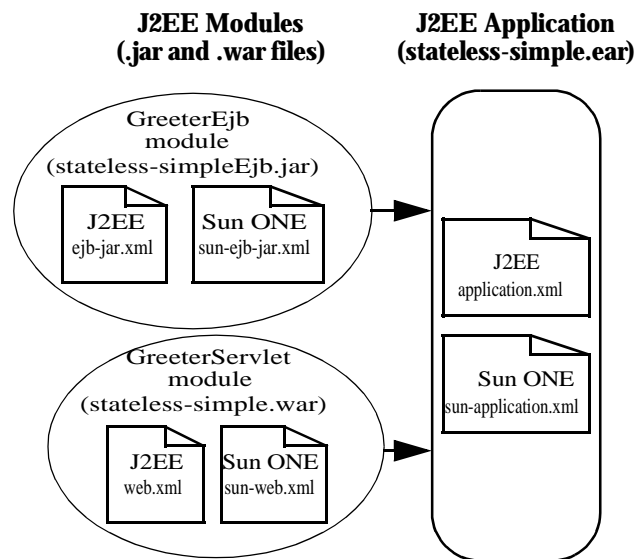 J2EE Modules
(.jar and .war files)
J2EE Application
(stateless-simple.ear)
GreeterEjb
module
(stateless-simpleEjb.jar)
J2EE
ejb-jar.xml
Sun ONE
sun-ejb-jar.xml
GreeterServlet
module
(stateless-simple.war)
J2EE
web.xml
Sun ONE
sun-web.xml
J2EE
application.xml
Sun ONE
sun-application.xml